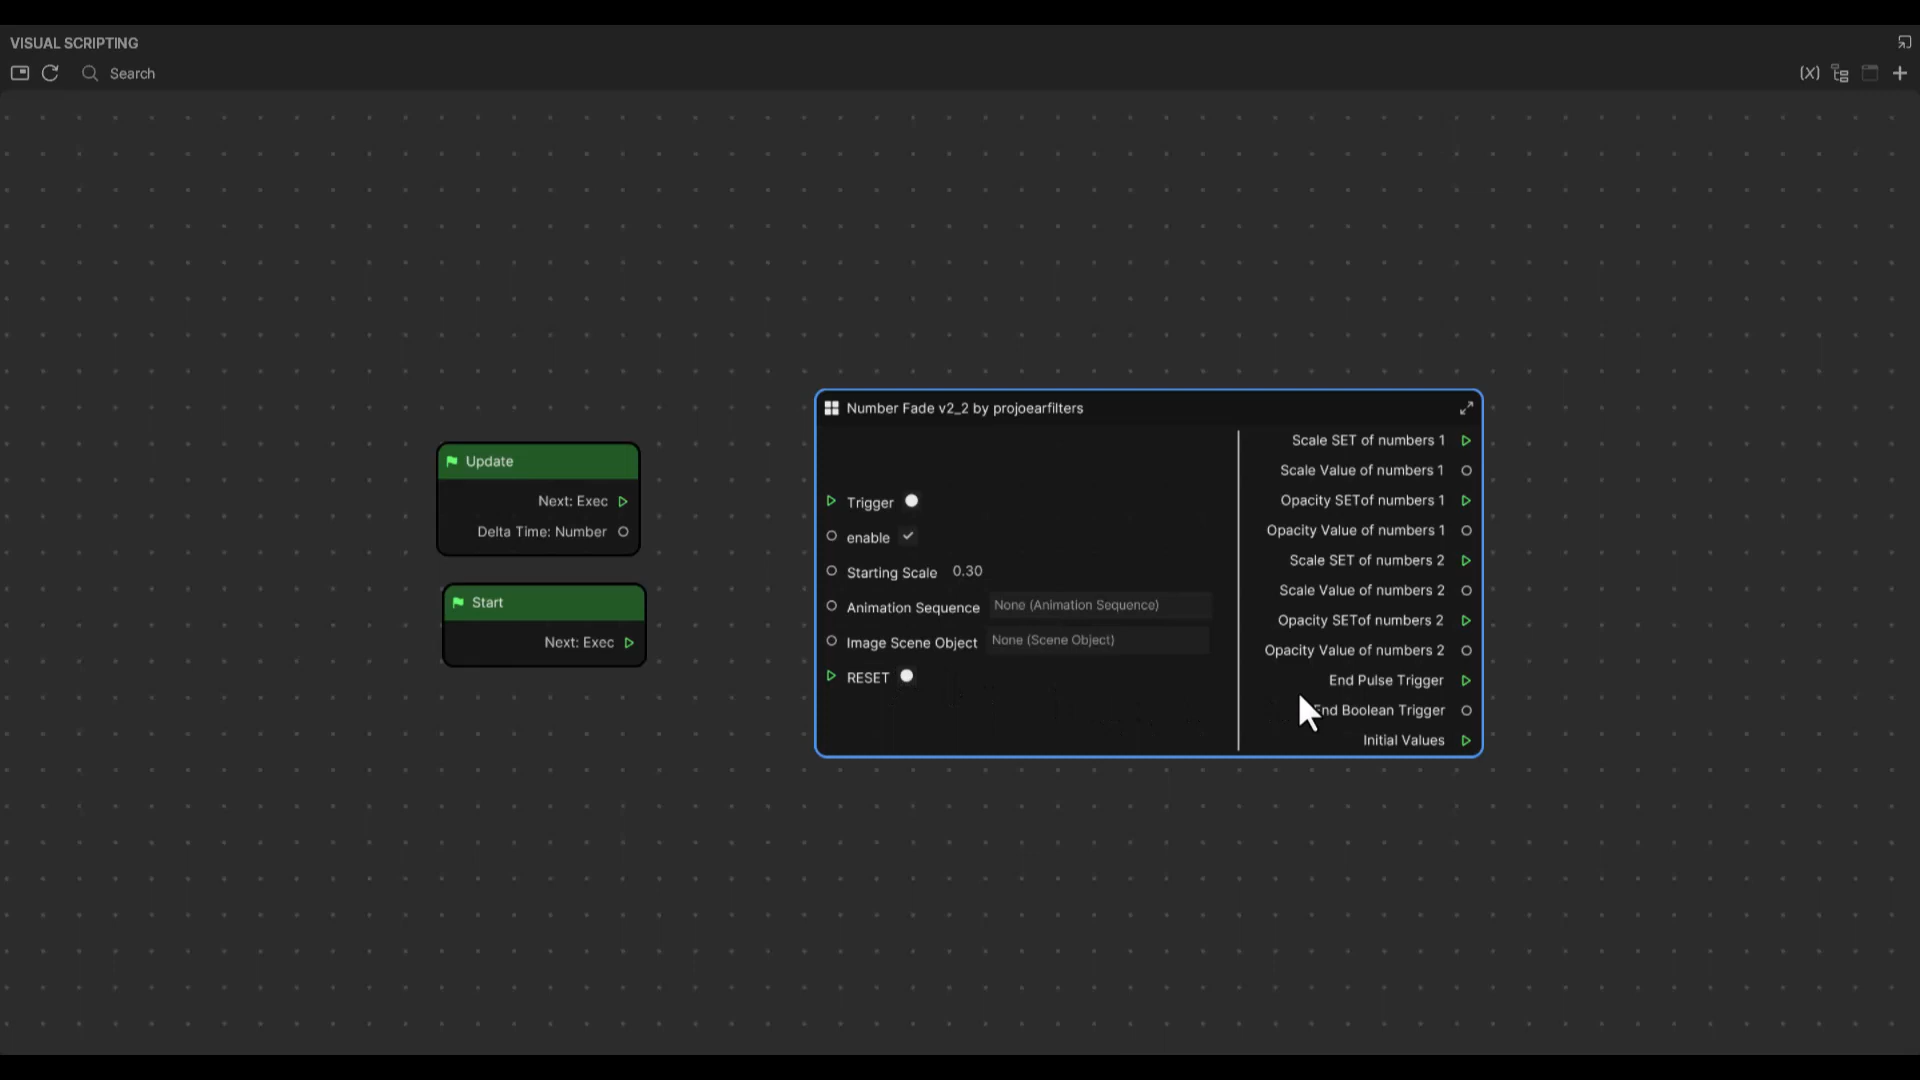 VISUAL SCRIPTING
Search
(X)
Update
Next: Exec
Delta Time: Number
Start
Next: Exec
Number Fade v2_2 by projoearfilters
Trigger
enable
Starting Scale 0.30
Animation Sequence None (Animation Sequence)
Image Scene Object None (Scene Object)
RESET
Scale SET of numbers 1
Scale Value of numbers 1
Opacity SETof numbers 1
Opacity Value of numbers 1
Scale SET of numbers 2
Scale Value of numbers 2
Opacity SETof numbers 2
Opacity Value of numbers 2
End Pulse Trigger
End Boolean Trigger
Initial Values